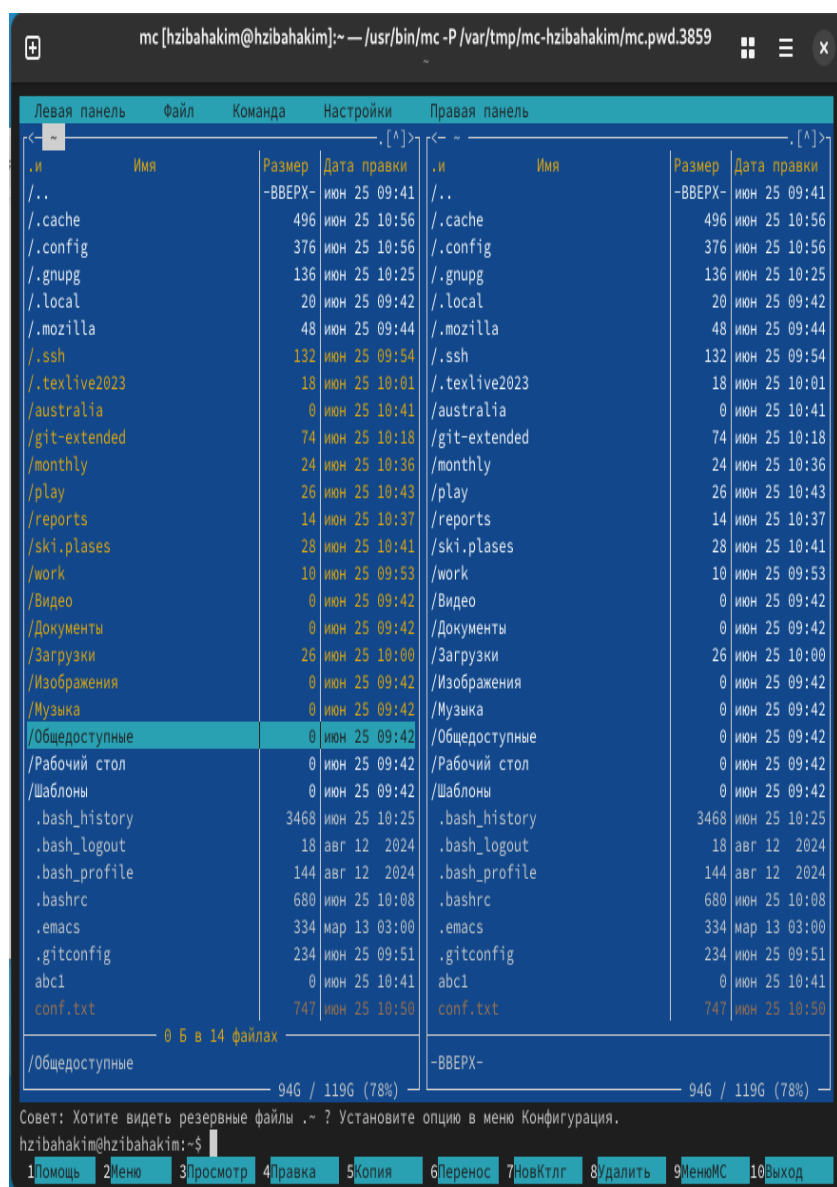 mc [hzibahakim@hzibahakim]:~ — /usr/bin/mc -P /var/tmp/mc-hzibahakim/mc.pwd.3859
~
Левая панель Файл Команда Настройки Правая панель
<— ~ .[^]> <— ~ .[^]>
.и Имя Размер Дата правки .и Имя Размер Дата правки
/.. -ВВЕРХ- июн 25 09:41 /.. -ВВЕРХ- июн 25 09:41
/.cache 496 июн 25 10:56 /.cache 496 июн 25 10:56
/.config 376 июн 25 10:56 /.config 376 июн 25 10:56
/.gnupg 136 июн 25 10:25 /.gnupg 136 июн 25 10:25
/.local 20 июн 25 09:42 /.local 20 июн 25 09:42
/.mozilla 48 июн 25 09:44 /.mozilla 48 июн 25 09:44
/.ssh 132 июн 25 09:54 /.ssh 132 июн 25 09:54
/.texlive2023 18 июн 25 10:01 /.texlive2023 18 июн 25 10:01
/australia 0 июн 25 10:41 /australia 0 июн 25 10:41
/git-extended 74 июн 25 10:18 /git-extended 74 июн 25 10:18
/monthly 24 июн 25 10:36 /monthly 24 июн 25 10:36
/play 26 июн 25 10:43 /play 26 июн 25 10:43
/reports 14 июн 25 10:37 /reports 14 июн 25 10:37
/ski.plases 28 июн 25 10:41 /ski.plases 28 июн 25 10:41
/work 10 июн 25 09:53 /work 10 июн 25 09:53
/Видео 0 июн 25 09:42 /Видео 0 июн 25 09:42
/Документы 0 июн 25 09:42 /Документы 0 июн 25 09:42
/Загрузки 26 июн 25 10:00 /Загрузки 26 июн 25 10:00
/Изображения 0 июн 25 09:42 /Изображения 0 июн 25 09:42
/Музыка 0 июн 25 09:42 /Музыка 0 июн 25 09:42
/Общедоступные 0 июн 25 09:42 /Общедоступные 0 июн 25 09:42
/Рабочий стол 0 июн 25 09:42 /Рабочий стол 0 июн 25 09:42
/Шаблоны 0 июн 25 09:42 /Шаблоны 0 июн 25 09:42
.bash_history 3468 июн 25 10:25 .bash_history 3468 июн 25 10:25
.bash_logout 18 авг 12 2024 .bash_logout 18 авг 12 2024
.bash_profile 144 авг 12 2024 .bash_profile 144 авг 12 2024
.bashrc 680 июн 25 10:08 .bashrc 680 июн 25 10:08
.emacs 334 мар 13 03:00 .emacs 334 мар 13 03:00
.gitconfig 234 июн 25 09:51 .gitconfig 234 июн 25 09:51
abc1 0 июн 25 10:41 abc1 0 июн 25 10:41
conf.txt 747 июн 25 10:50 conf.txt 747 июн 25 10:50
0 Б в 14 файлах
/Общедоступные -ВВЕРХ-
94G / 119G (78%) 94G / 119G (78%)
Совет: Хотите видеть резервные файлы .~ ? Установите опцию в меню Конфигурация.
hzibahakim@hzibahakim:~$
1Помощь 2Меню 3Просмотр 4Правка 5Копия 6Перенос 7НовКтлг 8Удалить 9МенюMC 10Выход